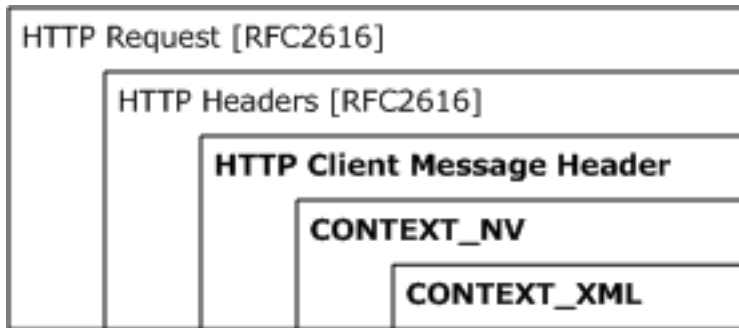 HTTP Request [RFC2616]
HTTP Headers [RFC2616]
HTTP Client Message Header
CONTEXT_NV
CONTEXT_XML